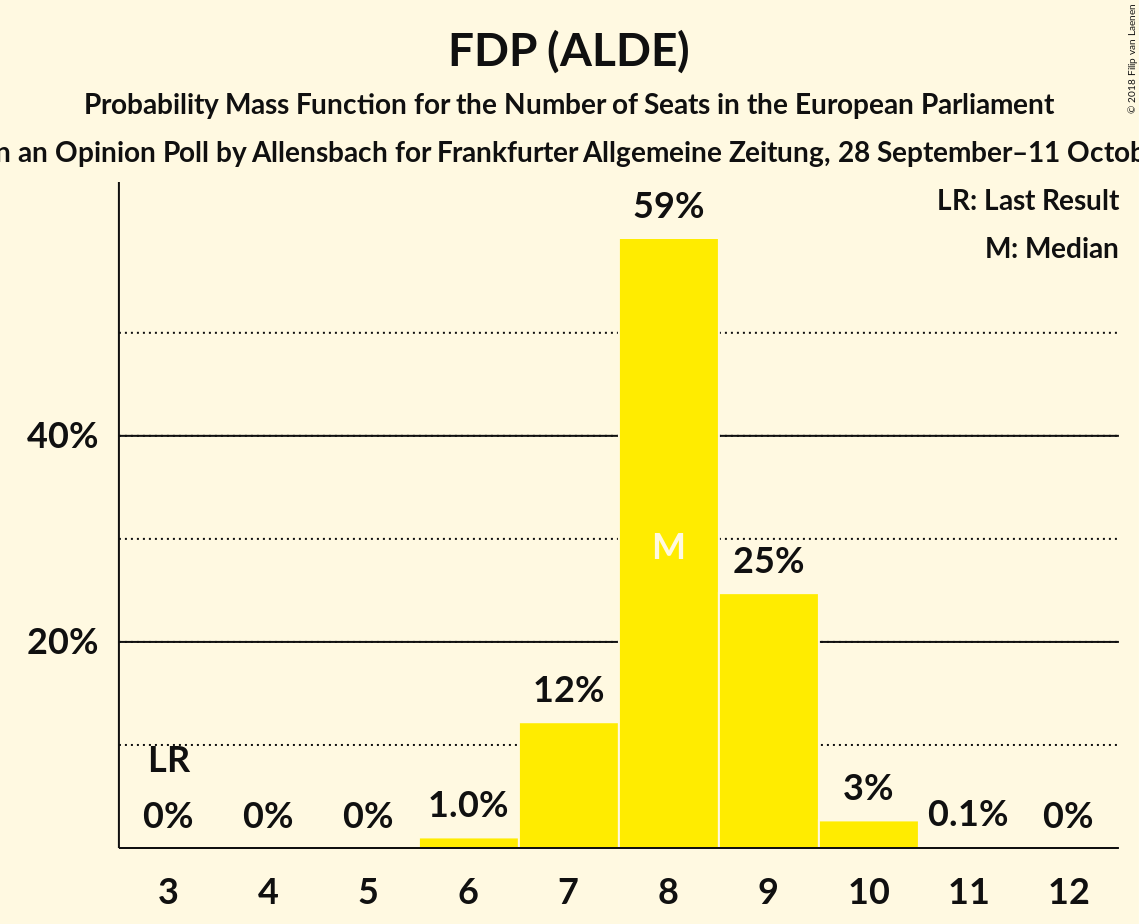 FDP (ALDE)
Probability Mass Function for the Number of Seats in the European Parliament
an Opinion Poll by Allensbach for Frankfurter Allgemeine Zeitung, 28 September–11
© 2018 Filip van Laenen
LR: Last Result
M: Median
59%
40%
M
25%
20%
12%
LR
0%
0%
0%
1.0%
3%
0.1%
0%
3
4
5
6
7
8
9
10
11
12